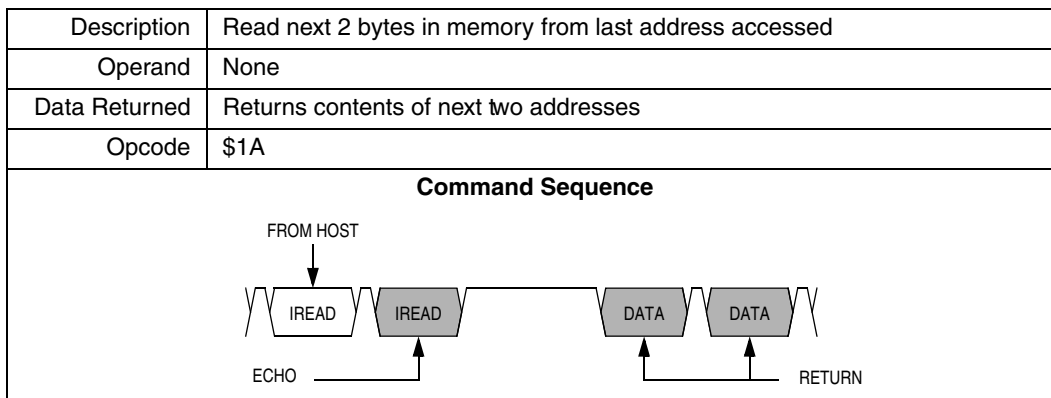 Description Read next 2 bytes in memory from last address accessed
Operand None
Data Returned Returns contents of next two addresses
Opcode $1A
Command Sequence
FROM HOST
IREAD IREAD DATA DATA
ECHO RETURN